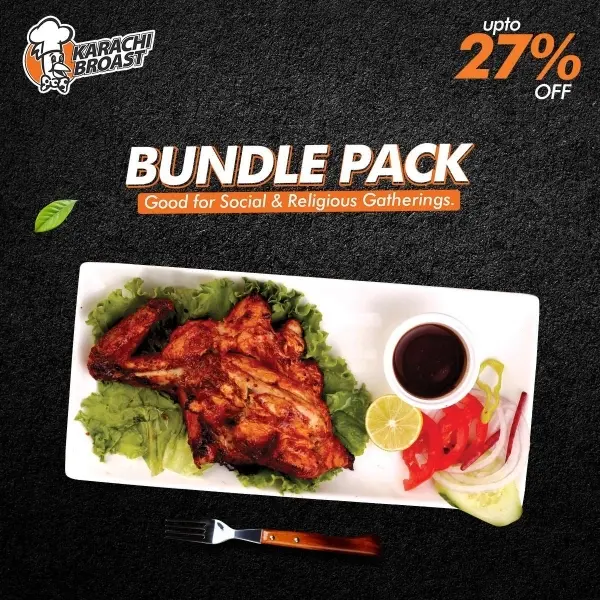 KARACHI
BROAST
upto
27%
OFF
BUNDLE PACK
Good for Social & Religious Gatherings.